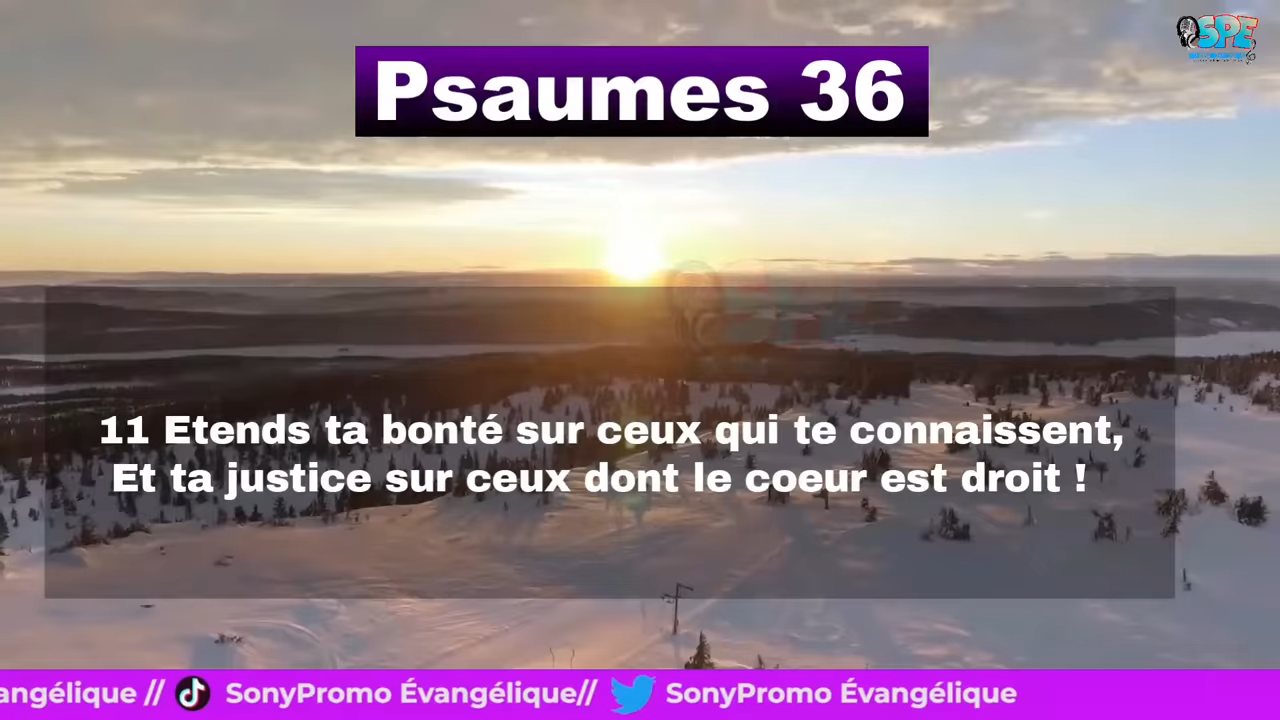 SPE
Psaumes 36
11 Etends ta bonté sur ceux qui te connaissent,
Et ta justice sur ceux dont le coeur est droit !
angélique // SonyPromo Évangélique// SonyPromo Évangélique